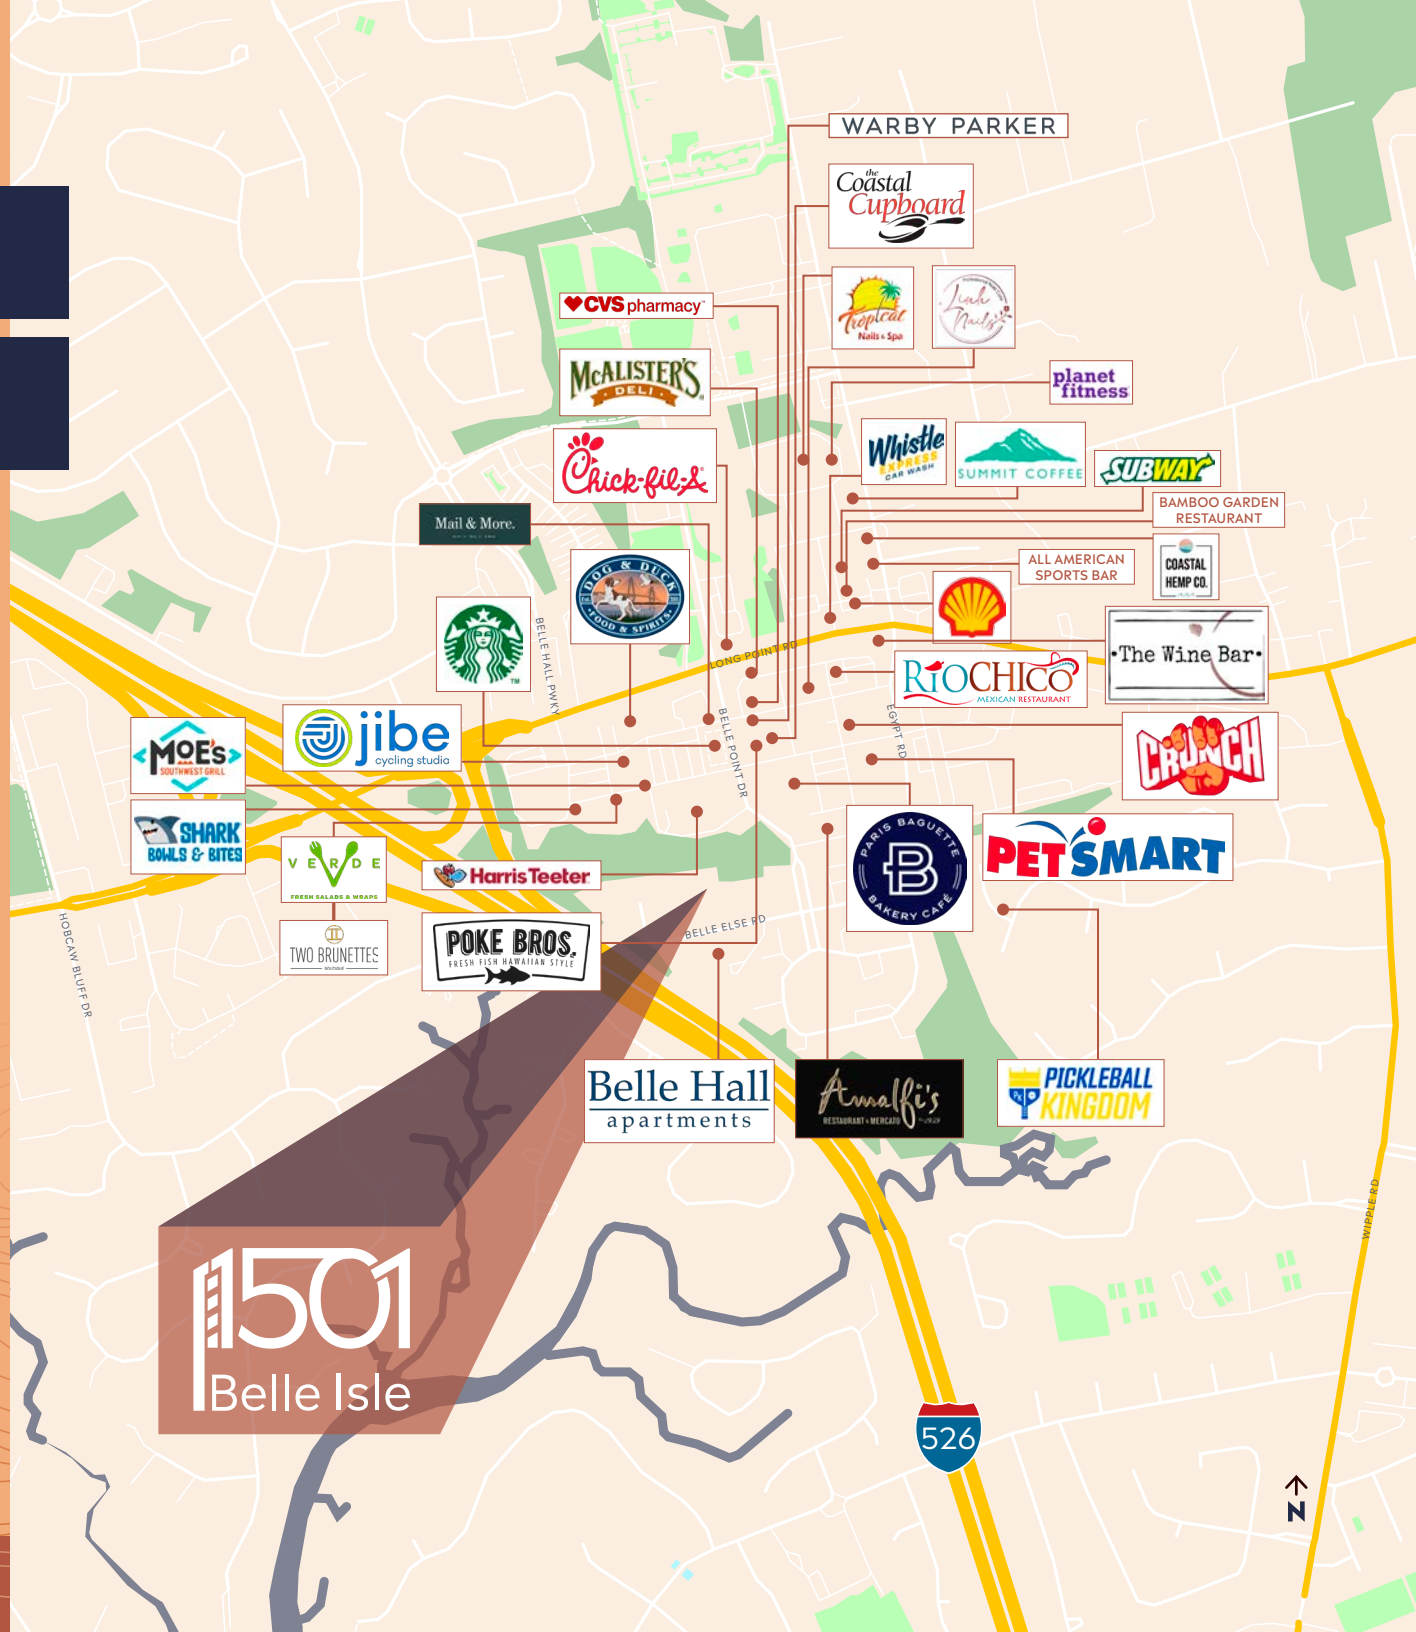 WARBY PARKER
the
Coastal
Cupboard
CVS pharmacy
Tropical
Nails & Spa
Linh
Nails
McALISTER'S
DELI
planet
fitness
Chick-fil-A
Whistle
EXPRESS
CAR WASH
SUMMIT COFFEE
SUBWAY
BAMBOO GARDEN
RESTAURANT
Mail & More.
DOG & DUCK
FOOD & SPIRITS
ALL AMERICAN
SPORTS BAR
COASTAL
HEMP CO.
TM
BELLE HALL PWKY
LONG POINT RD
The Wine Bar
RíOCHICO
MEXICAN RESTAURANT
EGYPT RD
BELLE POINT DR
CRUNCH
MOE'S
SOUTHWEST GRILL
jibe
cycling studio
SHARK
BOWLS & BITES
VERDE
FRESH SALADS & WRAPS
Harris Teeter
PARIS BAGUETTE
B
BAKERY CAFÉ
PETSMART
HOBCAW BLUFF DR
TWO BRUNETTES
POKE BROS.
FRESH FISH HAWAIIAN STYLE
BELLE ELSE RD
Belle Hall
apartments
Amalfi's
RESTAURANT & MERCATO
PICKLEBALL
KINGDOM
WIPPLE RD
1501
Belle Isle
526
N